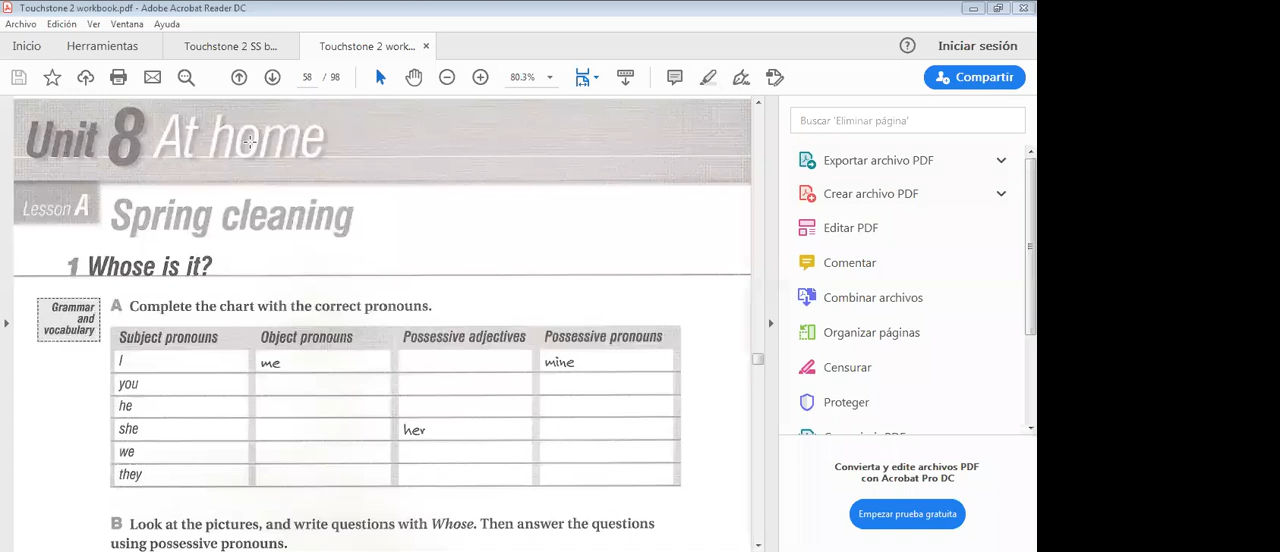 Touchstone 2 workbook.pdf - Adobe Acrobat Reader DC
Archivo Edición Ver Ventana Ayuda
Inicio Herramientas Touchstone 2 SS b... Touchstone 2 work... × Iniciar sesión
58 / 98 80.3% Compartir
Unit 8 At home
Lesson A Spring cleaning
1 Whose is it?
Grammar
and
vocabulary
A Complete the chart with the correct pronouns.
Subject pronouns Object pronouns Possessive adjectives Possessive pronouns
I me mine
you
he
she her
we
they
B Look at the pictures, and write questions with Whose. Then answer the questions
using possessive pronouns.
Buscar 'Eliminar página'
Exportar archivo PDF
Crear archivo PDF
Editar PDF
Comentar
Combinar archivos
Organizar páginas
Censurar
Proteger
Convierta y edite archivos PDF
con Acrobat Pro DC
Empezar prueba gratuita